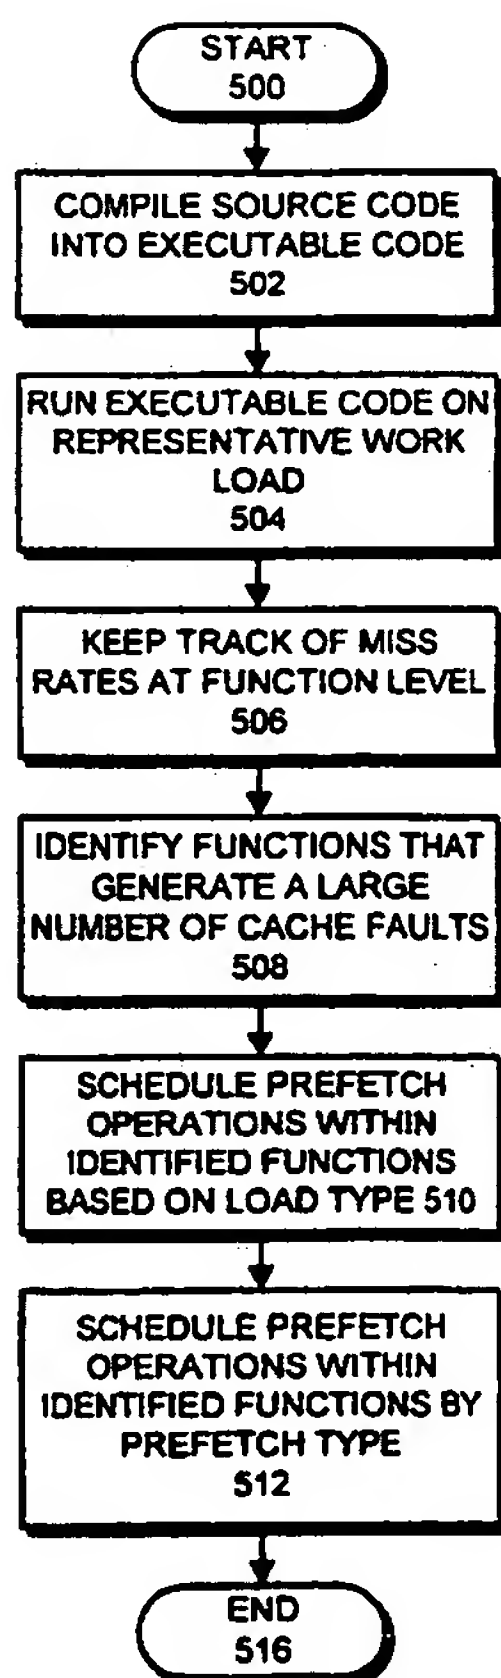 START
500
COMPILE SOURCE CODE
INTO EXECUTABLE CODE
502
RUN EXECUTABLE CODE ON
REPRESENTATIVE WORK
LOAD
504
KEEP TRACK OF MISS
RATES AT FUNCTION LEVEL
506
IDENTIFY FUNCTIONS THAT
GENERATE A LARGE
NUMBER OF CACHE FAULTS
508
SCHEDULE PREFETCH
OPERATIONS WITHIN
IDENTIFIED FUNCTIONS
BASED ON LOAD TYPE 510
SCHEDULE PREFETCH
OPERATIONS WITHIN
IDENTIFIED FUNCTIONS BY
PREFETCH TYPE
512
END
516